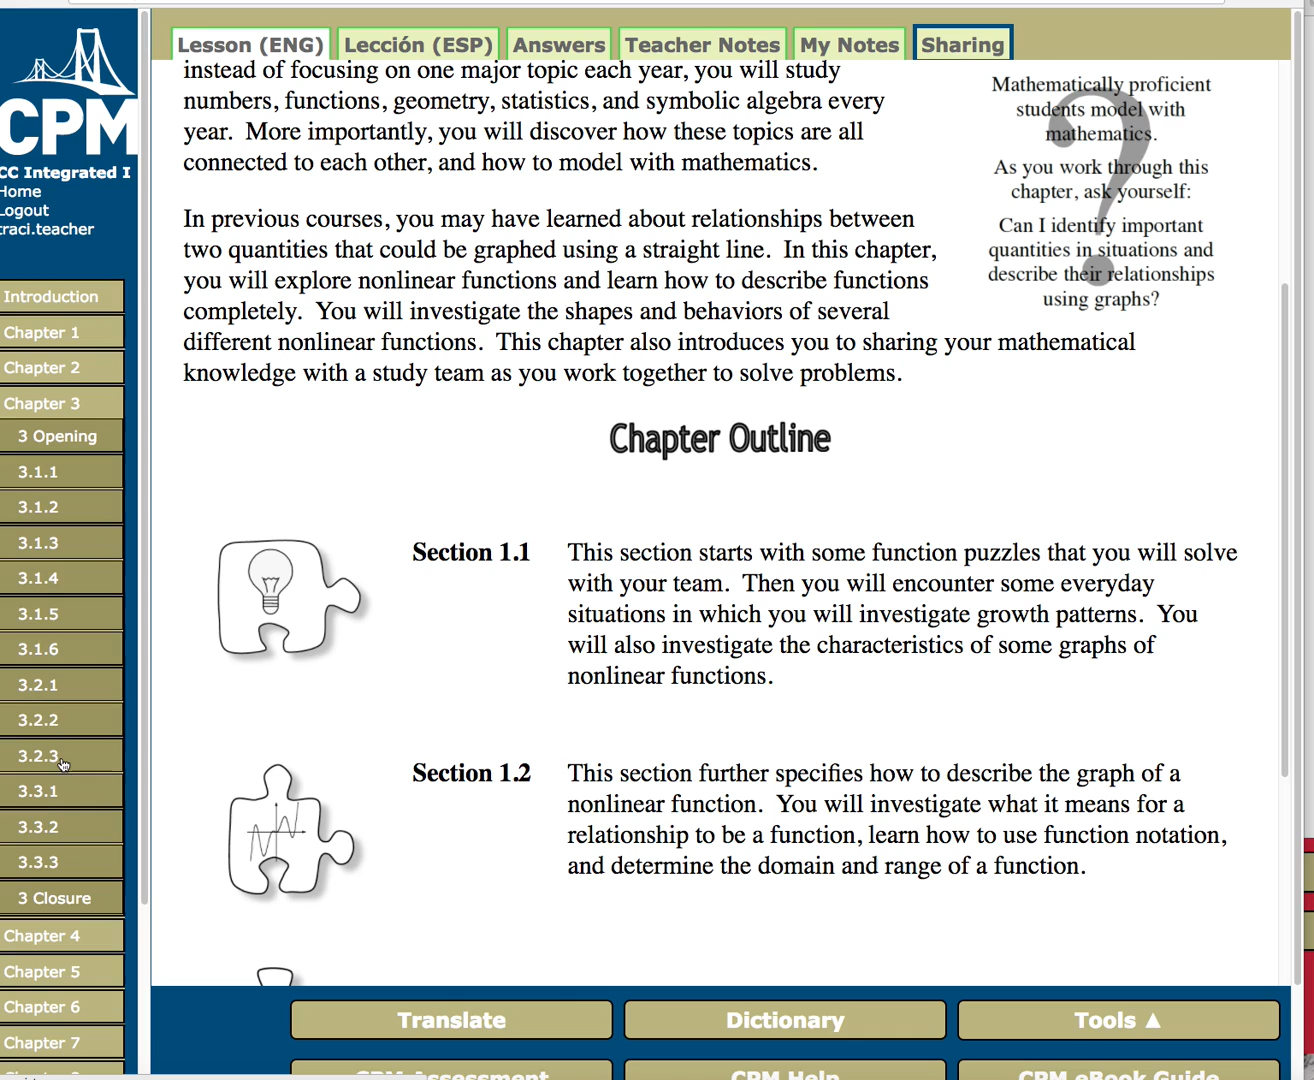 CPM
CC Integrated I
Home
Logout
traci.teacher
Introduction
Chapter 1
Chapter 2
Chapter 3
3 Opening
3.1.1
3.1.2
3.1.3
3.1.4
3.1.5
3.1.6
3.2.1
3.2.2
3.2.3
3.3.1
3.3.2
3.3.3
3 Closure
Chapter 4
Chapter 5
Chapter 6
Chapter 7
Lesson (ENG)
Lección (ESP)
Answers
Teacher Notes
My Notes
Sharing
instead of focusing on one major topic each year, you will study
numbers, functions, geometry, statistics, and symbolic algebra every
year. More importantly, you will discover how these topics are all
connected to each other, and how to model with mathematics.
In previous courses, you may have learned about relationships between
two quantities that could be graphed using a straight line. In this chapter,
you will explore nonlinear functions and learn how to describe functions
completely. You will investigate the shapes and behaviors of several
different nonlinear functions. This chapter also introduces you to sharing your mathematical
knowledge with a study team as you work together to solve problems.
?
Mathematically proficient
students model with
mathematics.
As you work through this
chapter, ask yourself:
Can I identify important
quantities in situations and
describe their relationships
using graphs?
Chapter Outline
Section 1.1
This section starts with some function puzzles that you will solve
with your team. Then you will encounter some everyday
situations in which you will investigate growth patterns. You
will also investigate the characteristics of some graphs of
nonlinear functions.
Section 1.2
This section further specifies how to describe the graph of a
nonlinear function. You will investigate what it means for a
relationship to be a function, learn how to use function notation,
and determine the domain and range of a function.
Translate
Dictionary
Tools ▲
CPM Assessment
CPM Help
CPM eBook Guide